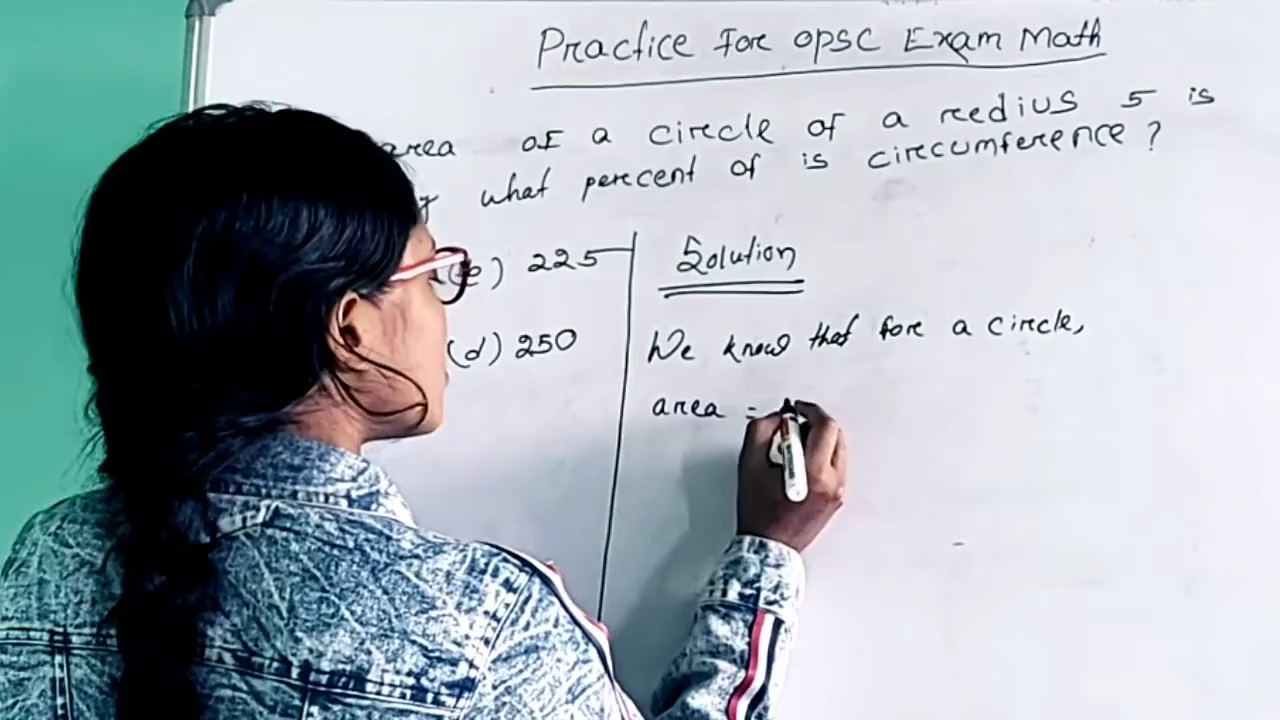 Practice For OPSC Exam Math
area of a circle of a redius 5 is
what percent of is circumference ?
(c) 225
Solution
(d) 250
We know that for a circle,
area =